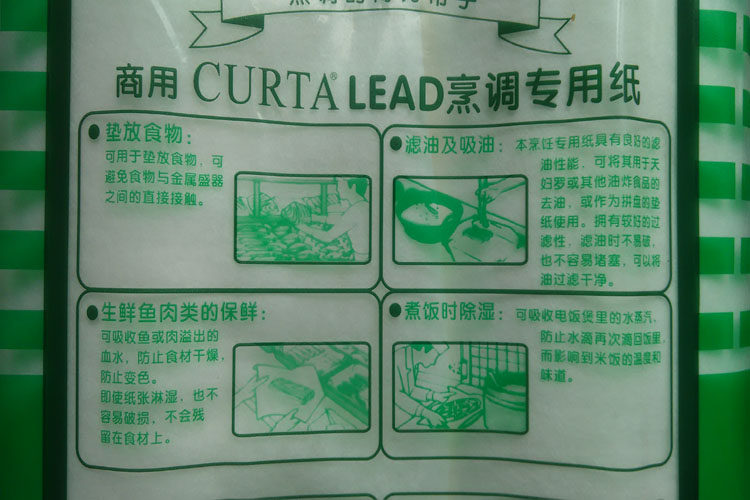 商用 CURTA® LEAD烹调专用纸
●垫放食物：
可用于垫放食物，可
避免食物与金属盛器
之间的直接接触。
●滤油及吸油：本烹饪专用纸具有良好的滤
油性能，可将其用于天
妇罗或其他油炸食品的
去油，或作为拼盘的垫
纸使用。拥有较好的过
滤性，滤油时不易破，
也不容易堵塞，可以将
油过滤干净。
●生鲜鱼肉类的保鲜：
可吸收鱼或肉溢出的
血水，防止食材干燥，
防止变色。
即使纸张淋湿，也不
容易破损，不会残
留在食材上。
●煮饭时除湿：可吸收电饭煲里的水蒸汽，
防止水滴再次滴回饭里，
而影响到米饭的温度和
味道。